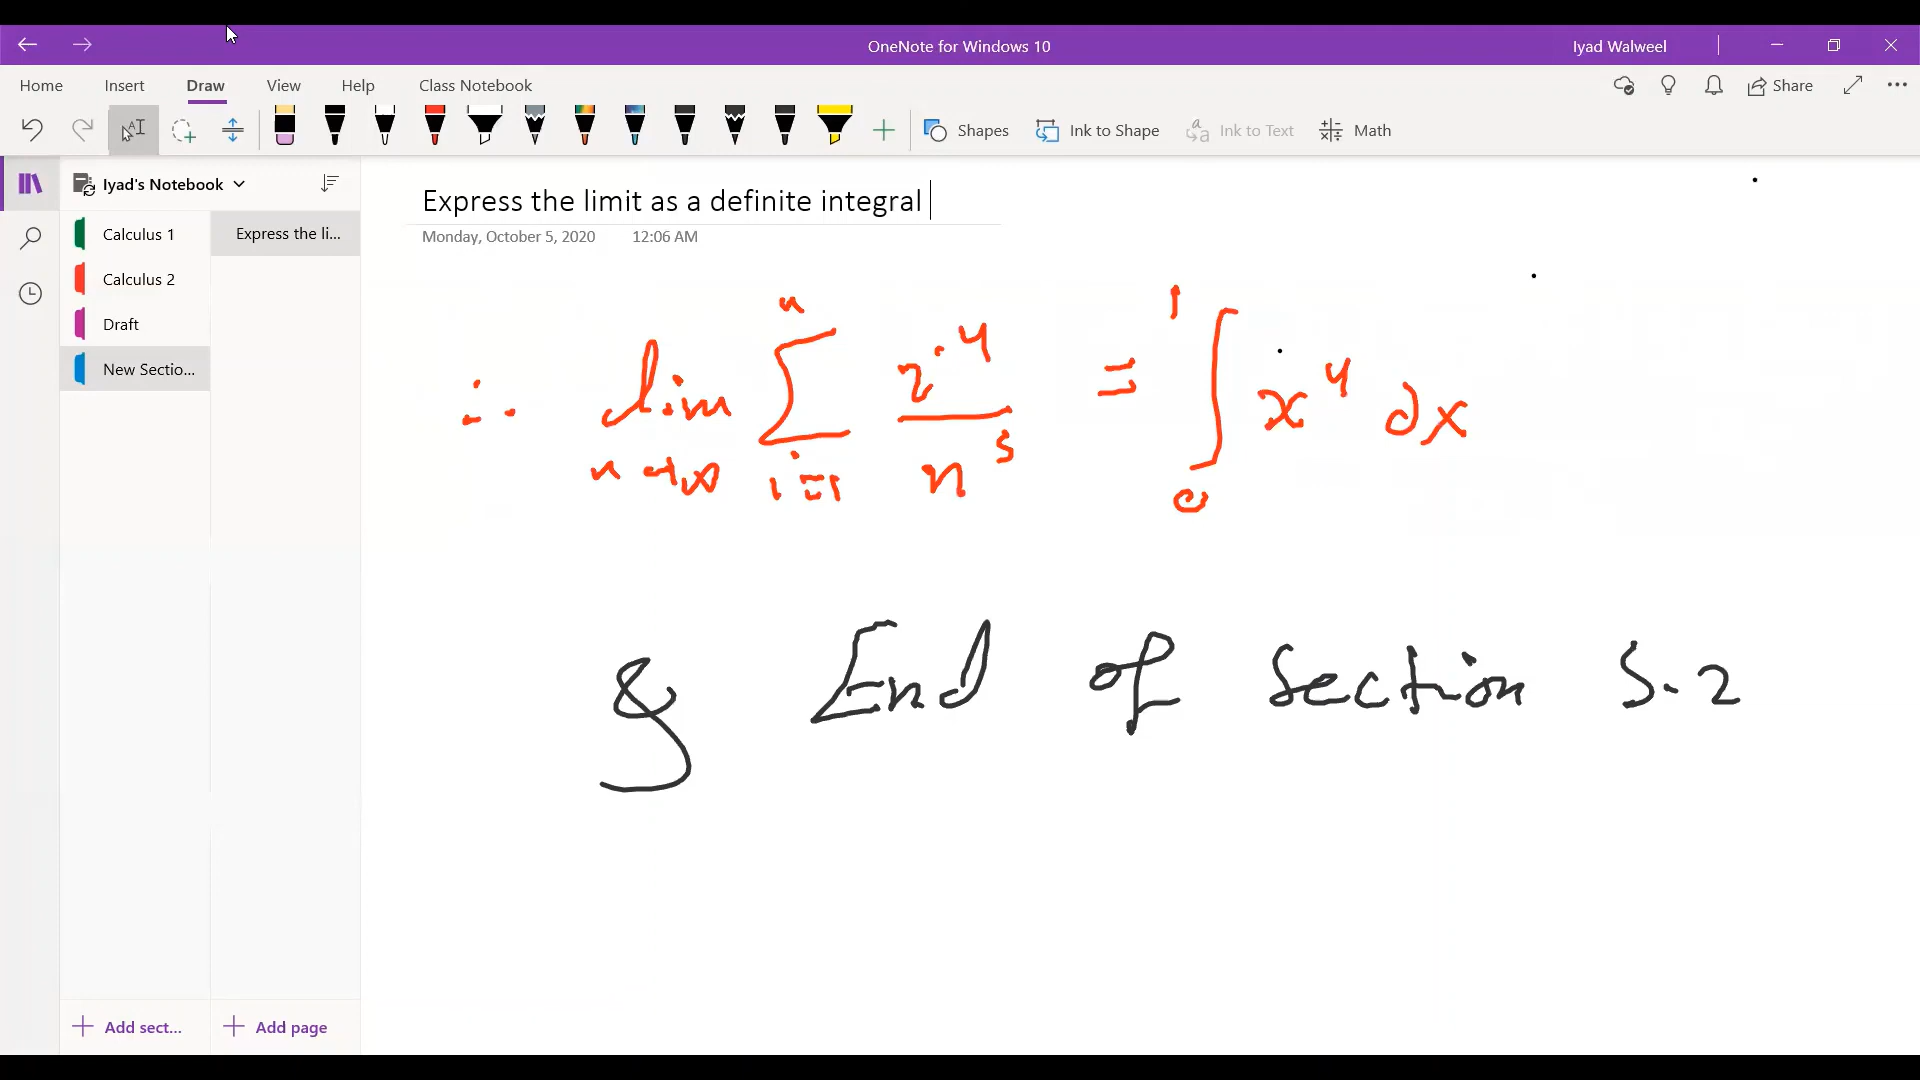 OneNote for Windows 10
Iyad Walweel
Home Insert Draw View Help Class Notebook
Share
Shapes Ink to Shape Ink to Text Math
Iyad's Notebook
Calculus 1
Calculus 2
Draft
New Sectio...
Express the li...
Express the limit as a definite integral
Monday, October 5, 2020 12:06 AM
∴ lim n→∞ ∑ i=1 n i^4 / n^5 = ∫ 0 1 x^4 dx
& End of Section 5.2
Add sect...
Add page